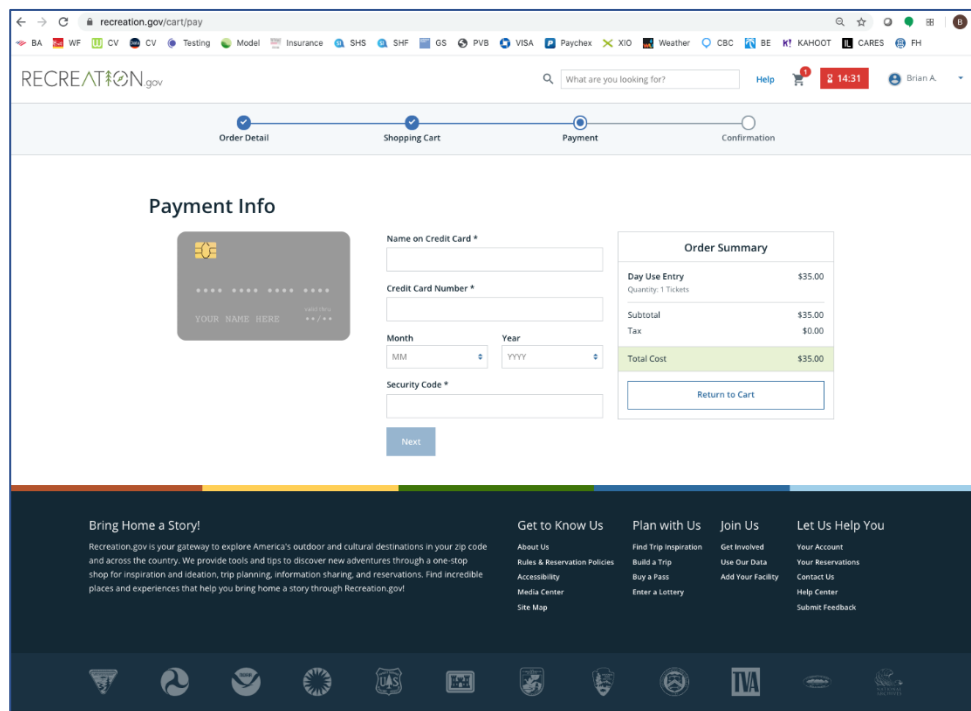 recreation.gov/cart/pay
B
BA WF CV CV Testing Model Insurance SHS SHF GS PVB VISA Paychex XIO Weather CBC BE K! KAHOOT CARES FH
RECREATION.gov
What are you looking for?
Help
1
14:31
Brian A.
Order Detail
Shopping Cart
Payment
Confirmation
Payment Info
YOUR NAME HERE
valid thru
••/••
Name on Credit Card *
Credit Card Number *
Month Year
MM YYYY
Security Code *
Next
Order Summary
Day Use Entry $35.00
Quantity: 1 Tickets
Subtotal $35.00
Tax $0.00
Total Cost $35.00
Return to Cart
Bring Home a Story!
Recreation.gov is your gateway to explore America's outdoor and cultural destinations in your zip code
and across the country. We provide tools and tips to discover new adventures through a one-stop
shop for inspiration and ideation, trip planning, information sharing, and reservations. Find incredible
places and experiences that help you bring home a story through Recreation.gov!
Get to Know Us
About Us
Rules & Reservation Policies
Accessibility
Media Center
Site Map
Plan with Us
Find Trip Inspiration
Build a Trip
Buy a Pass
Enter a Lottery
Join Us
Get Involved
Use Our Data
Add Your Facility
Let Us Help You
Your Account
Your Reservations
Contact Us
Help Center
Submit Feedback
UAS
TVA